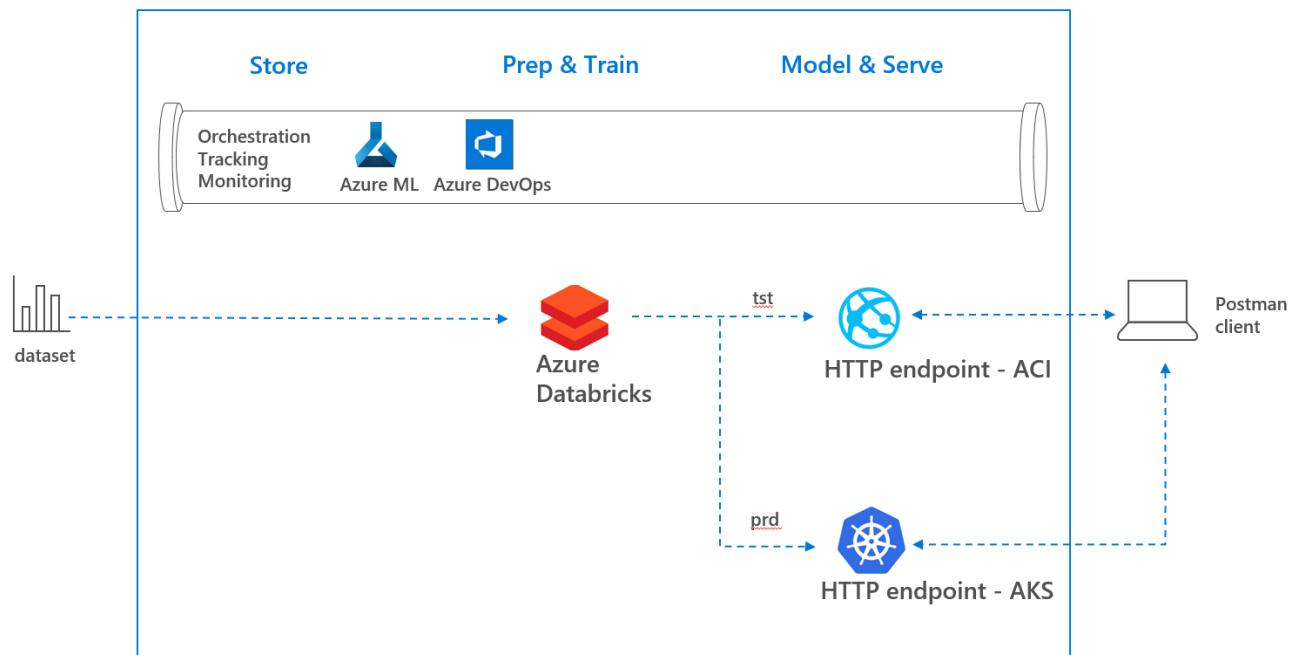 Store
Prep & Train
Model & Serve
Orchestration
Tracking
Monitoring
Azure ML
Azure DevOps
dataset
Azure
Databricks
tst
HTTP endpoint - ACI
Postman
client
prd
HTTP endpoint - AKS